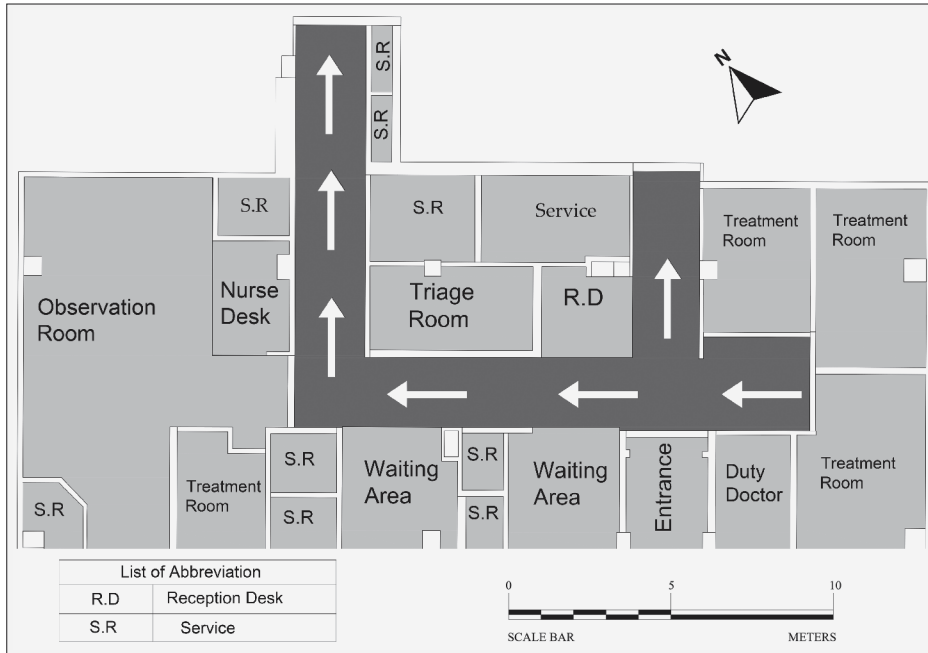 S.R
S.R
N
S.R
S.R
Service
Treatment
Room
Treatment
Room
Observation
Room
Nurse
Desk
Triage
Room
R.D
S.R
Treatment
Room
S.R
S.R
Waiting
Area
S.R
S.R
Waiting
Area
Entrance
Duty
Doctor
Treatment
Room
List of Abbreviation
R.D Reception Desk
S.R Service
0 5 10
SCALE BAR METERS